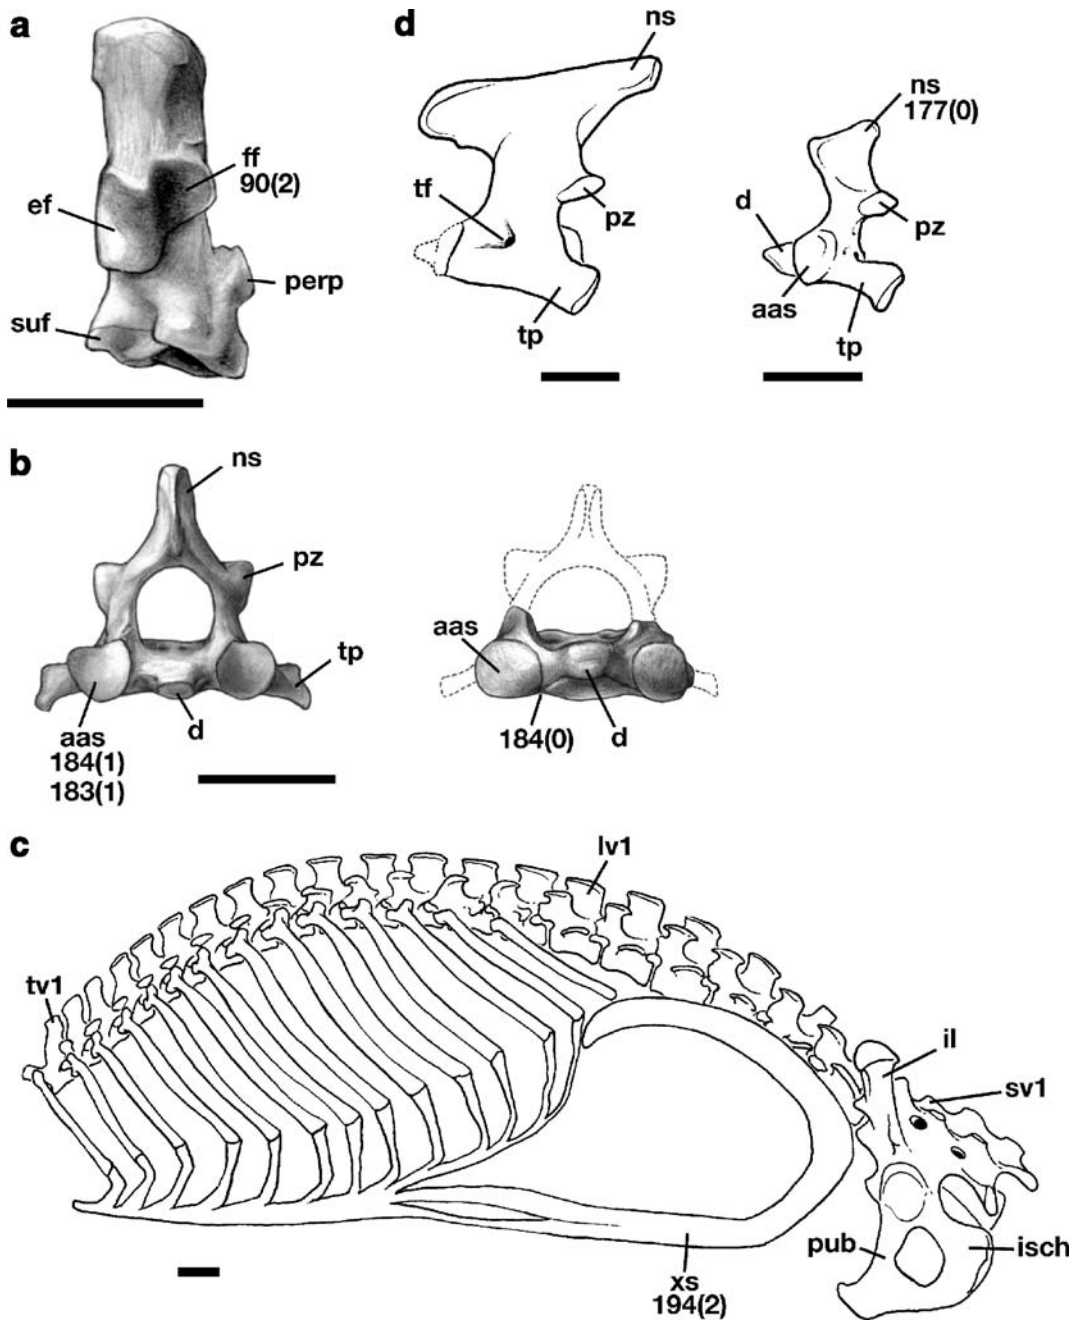 a
ff
90(2)
ef
perp
suf
d
ns
tf
pz
tp
ns
177(0)
d
pz
aas
tp
b
ns
pz
tp
aas
184(1)
183(1)
d
aas
184(0)
d
c
lv1
tv1
il
sv1
pub
isch
xs
194(2)